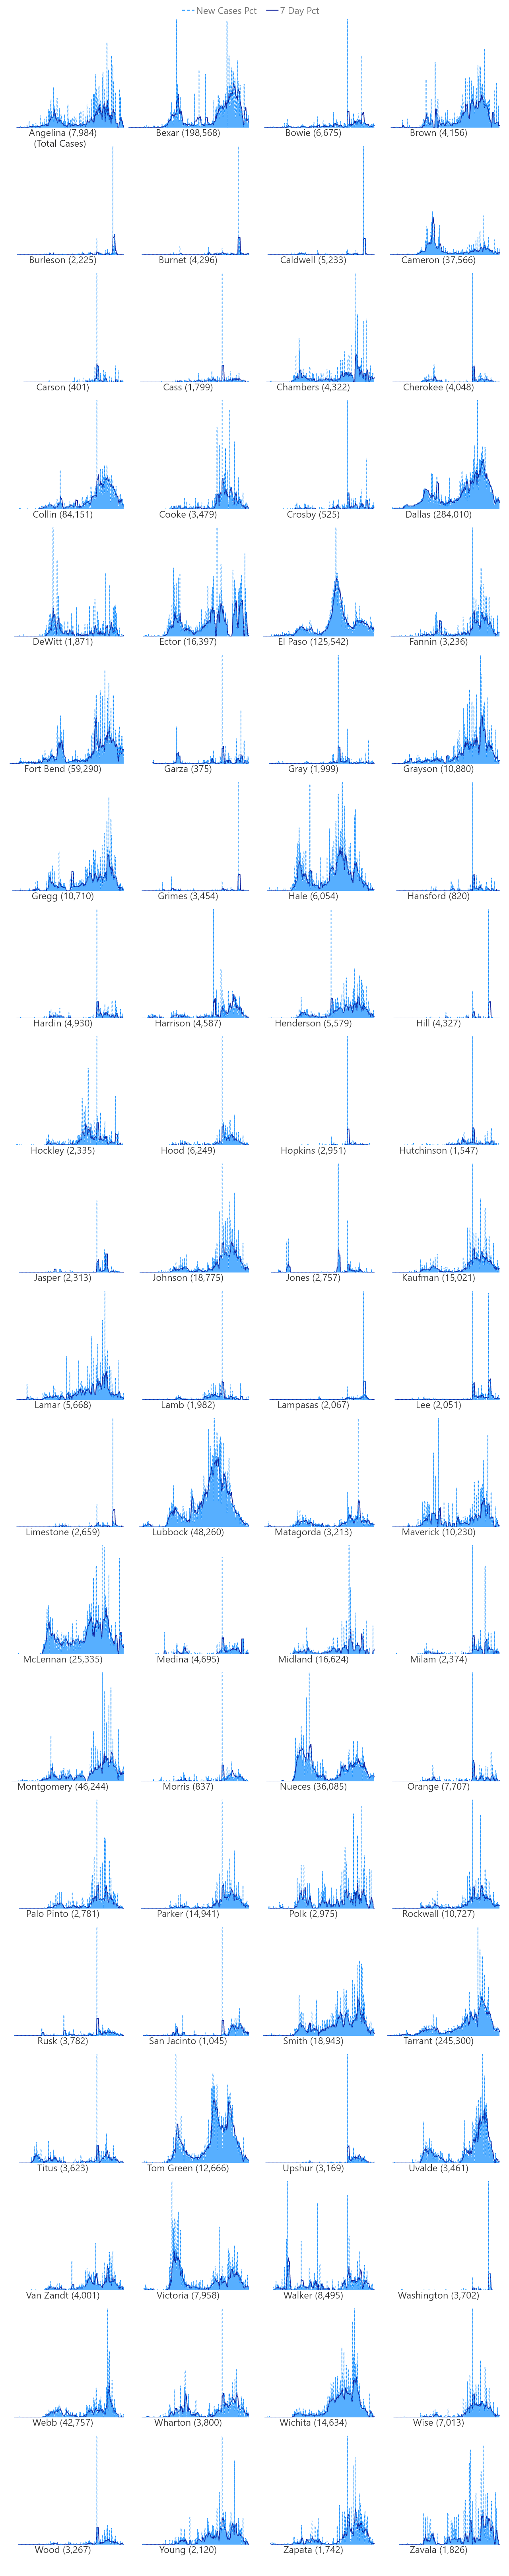 New Cases Pct 7 Day Pct
Angelina (7,984) Bexar (198,568) Bowie (6,675) Brown (4,156)
(Total Cases)
Burleson (2,225) Burnet (4,296) Caldwell (5,233) Cameron (37,566)
Carson (401) Cass (1,799) Chambers (4,322) Cherokee (4,048)
Collin (84,151) Cooke (3,479) Crosby (525) Dallas (284,010)
DeWitt (1,871) Ector (16,397) El Paso (125,542) Fannin (3,236)
Fort Bend (59,290) Garza (375) Gray (1,999) Grayson (10,880)
Gregg (10,710) Grimes (3,454) Hale (6,054) Hansford (820)
Hardin (4,930) Harrison (4,587) Henderson (5,579) Hill (4,327)
Hockley (2,335) Hood (6,249) Hopkins (2,951) Hutchinson (1,547)
Jasper (2,313) Johnson (18,775) Jones (2,757) Kaufman (15,021)
Lamar (5,668) Lamb (1,982) Lampasas (2,067) Lee (2,051)
Limestone (2,659) Lubbock (48,260) Matagorda (3,213) Maverick (10,230)
McLennan (25,335) Medina (4,695) Midland (16,624) Milam (2,374)
Montgomery (46,244) Morris (837) Nueces (36,085) Orange (7,707)
Palo Pinto (2,781) Parker (14,941) Polk (2,975) Rockwall (10,727)
Rusk (3,782) San Jacinto (1,045) Smith (18,943) Tarrant (245,300)
Titus (3,623) Tom Green (12,666) Upshur (3,169) Uvalde (3,461)
Van Zandt (4,001) Victoria (7,958) Walker (8,495) Washington (3,702)
Webb (42,757) Wharton (3,800) Wichita (14,634) Wise (7,013)
Wood (3,267) Young (2,120) Zapata (1,742) Zavala (1,826)